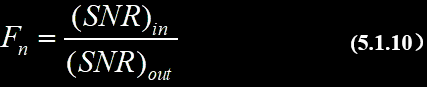 F_n = (SNR)_in / (SNR)_out (5.1.10）